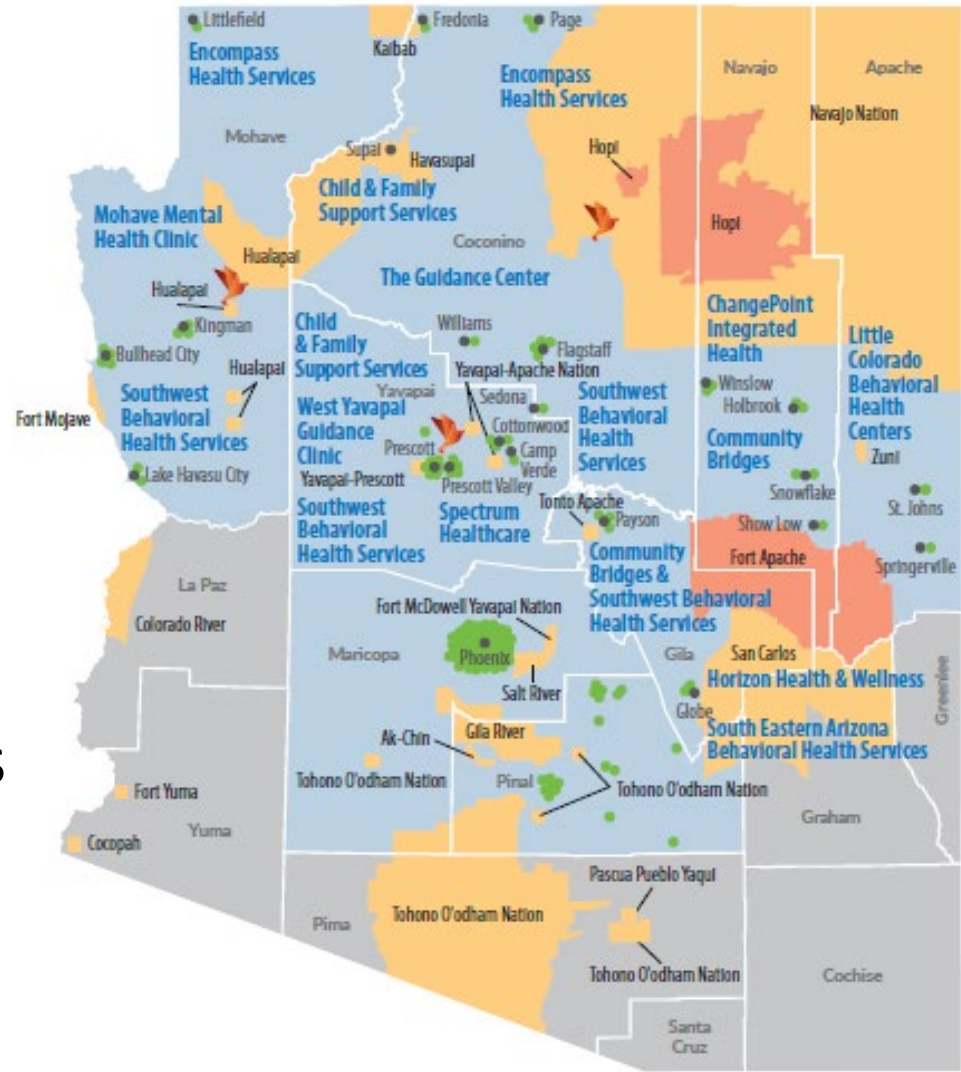 Littlefield
Fredonia
Page
Kaibab
Encompass
Health Services
Encompass
Health Services
Navajo
Apache
Navajo Nation
Mohave
Hopi
Supai
Havasupai
Child & Family
Support Services
Mohave Mental
Health Clinic
Hopi
Coconino
Hualapai
The Guidance Center
Hualapai
ChangePoint
Integrated
Health
Kingman
Child
& Family
Support Services
Williams
Flagstaff
Little
Colorado
Behavioral
Health
Centers
Bullhead City
Hualapai
Yavapai-Apache Nation
Yavapai
Sedona
Winslow
Holbrook
Fort Mojave
Southwest
Behavioral
Health Services
West Yavapai
Guidance
Clinic
Southwest
Behavioral
Health
Services
Cottonwood
Camp
Verde
Prescott
Community
Bridges
Zuni
Lake Havasu City
Yavapai-Prescott
Prescott Valley
Snowflake
St. Johns
Tonto Apache
Payson
Show Low
Southwest
Behavioral
Health Services
Spectrum
Healthcare
Fort Apache
Springerville
Community
Bridges &
Southwest Behavioral
Health Services
La Paz
Fort McDowell Yavapai Nation
Colorado River
Maricopa
Phoenix
Gila
San Carlos
Salt River
Horizon Health & Wellness
Greenlee
Globe
South Eastern Arizona
Behavioral Health Services
Gila River
Ak-Chin
Tohono O'odham Nation
Pinal
Tohono O'odham Nation
Fort Yuma
Graham
Yuma
Cocopah
s
Pascua Pueblo Yaqui
Pima
Tohono O'odham Nation
Tohono O'odham Nation
Cochise
Santa
Cruz